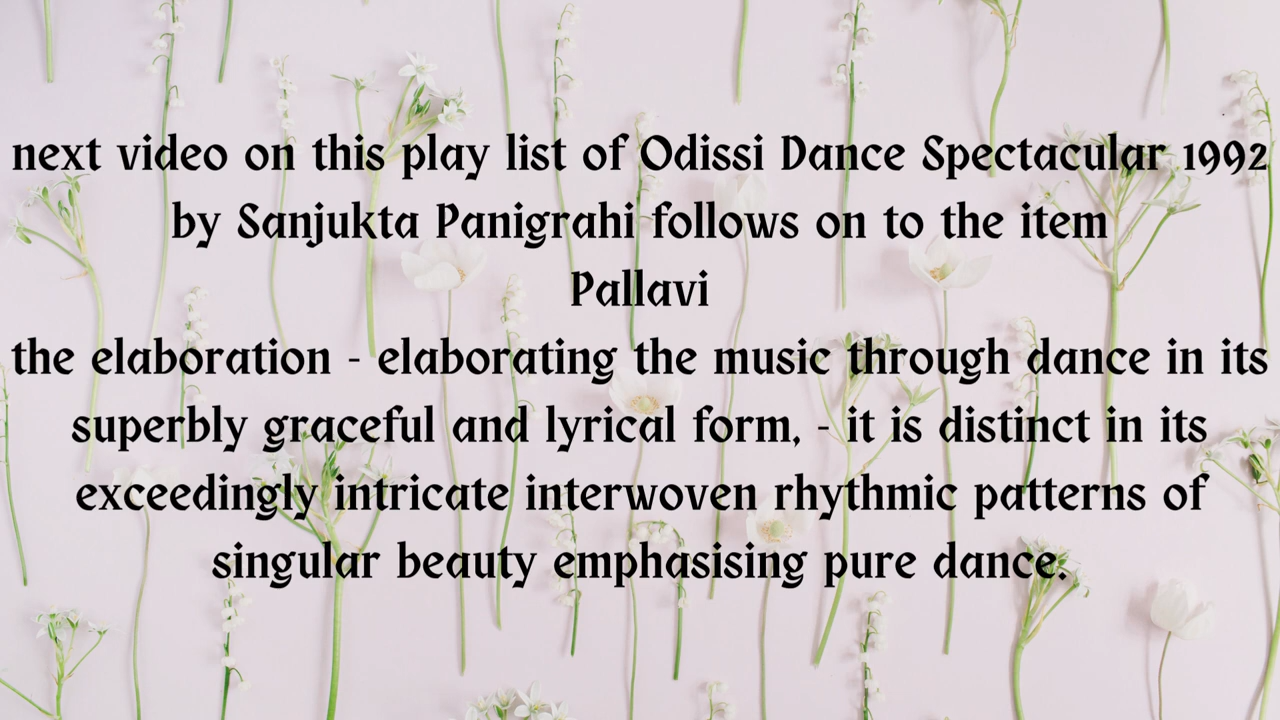 next video on this play list of Odissi Dance Spectacular 1992
by Sanjukta Panigrahi follows on to the item
Pallavi
the elaboration - elaborating the music through dance in its
superbly graceful and lyrical form, - it is distinct in its
exceedingly intricate interwoven rhythmic patterns of
singular beauty emphasising pure dance.